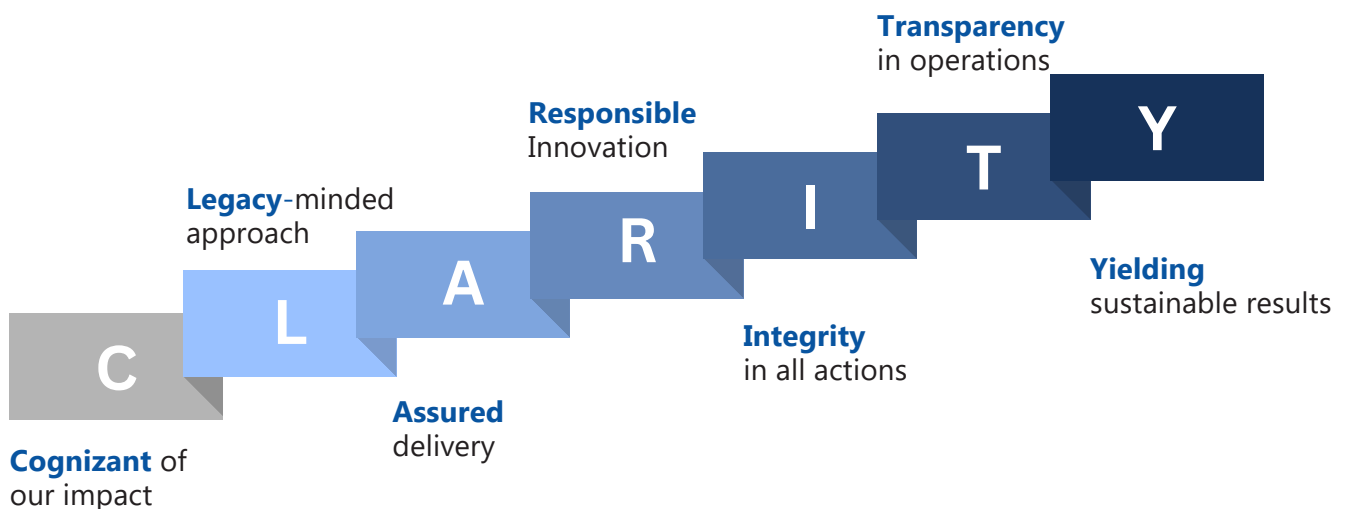 C
Cognizant of
our impact
L
Legacy-minded
approach
A
Assured
delivery
R
Responsible
Innovation
I
Integrity
in all actions
T
Transparency
in operations
Y
Yielding
sustainable results